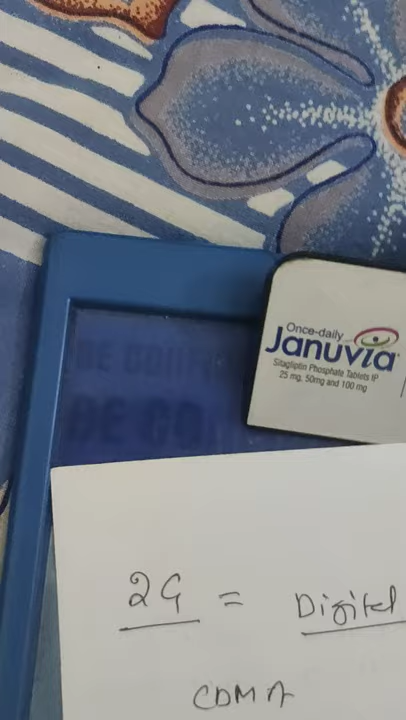 Once-daily
Januvia
Sitagliptin Phosphate Tablets IP
25 mg, 50mg and 100 mg
2G = Digital
CDMA